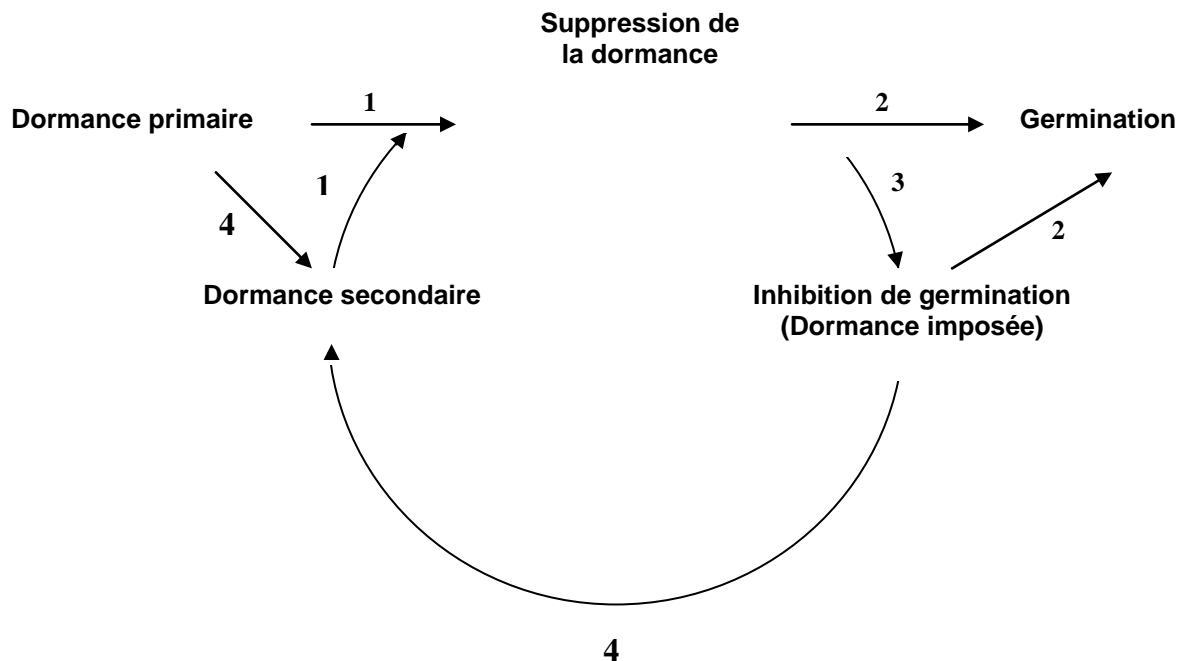 Suppression de
la dormance
1
2
Dormance primaire
Germination
1
3
4
2
Dormance secondaire
Inhibition de germination
(Dormance imposée)
4